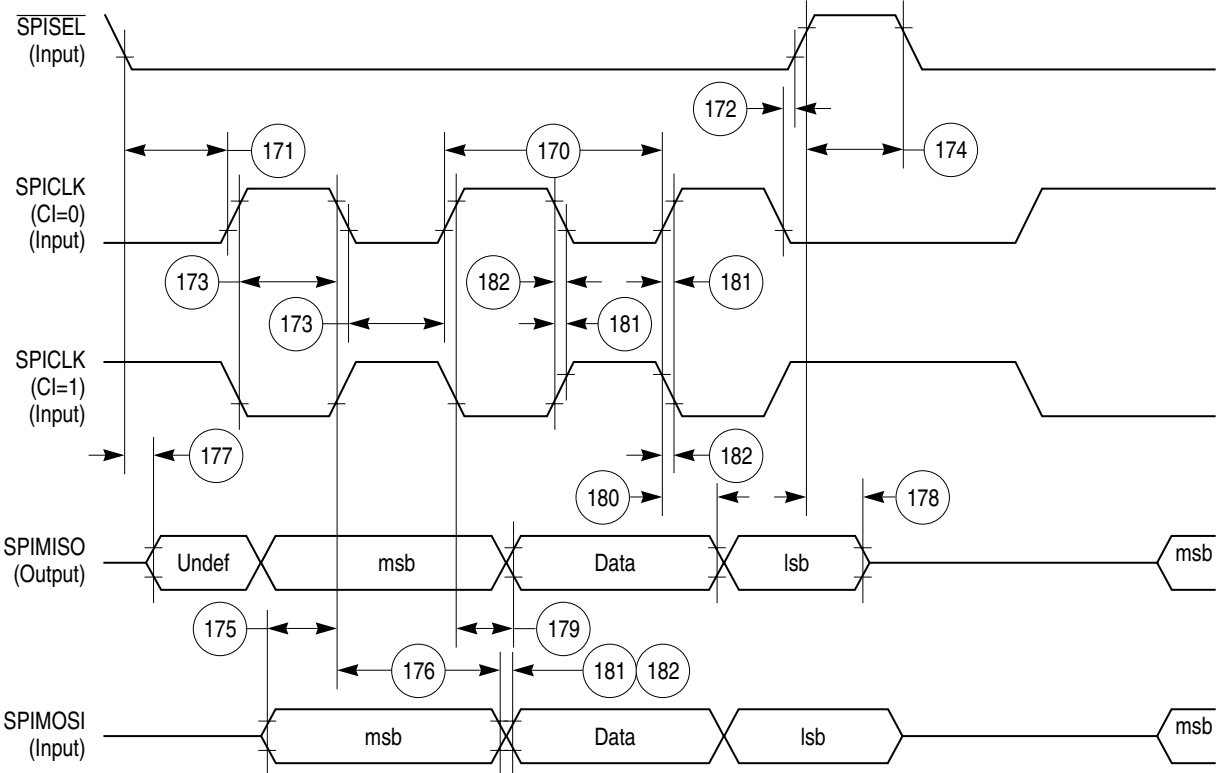 SPISEL
(Input)
172
171
170
174
SPICLK
(CI=0)
(Input)
173
182
181
173
181
SPICLK
(CI=1)
(Input)
177
182
180
178
SPIMISO
(Output)
Undef
msb
Data
lsb
msb
175
179
176
181
182
SPIMOSI
(Input)
msb
Data
lsb
msb